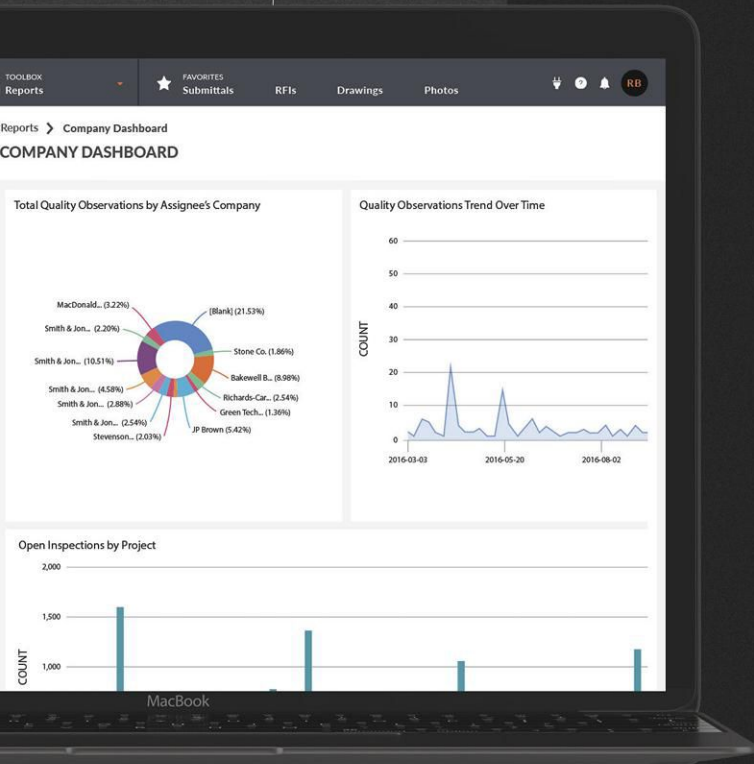 TOOLBOX
Reports
FAVORITES
Submittals RFIs Drawings Photos
RB
Reports Company Dashboard
COMPANY DASHBOARD
Total Quality Observations by Assignee's Company
MacDonald... (3.22%)
[Blank] (21.53%)
Smith & Jon... (2.20%)
Stone Co. (1.86%)
Smith & Jon... (10.51%)
Bakewell B... (8.98%)
Smith & Jon... (4.58%)
Richards-Car... (2.54%)
Smith & Jon... (2.88%)
Green Tech... (1.36%)
Smith & Jon... (2.54%)
JP Brown (5.42%)
Stevenson... (2.03%)
Quality Observations Trend Over Time
60
50
40
30
20
10
0
COUNT
2016-03-03 2016-05-20 2016-08-02
Open Inspections by Project
2,000
1,500
1,000
COUNT
MacBook